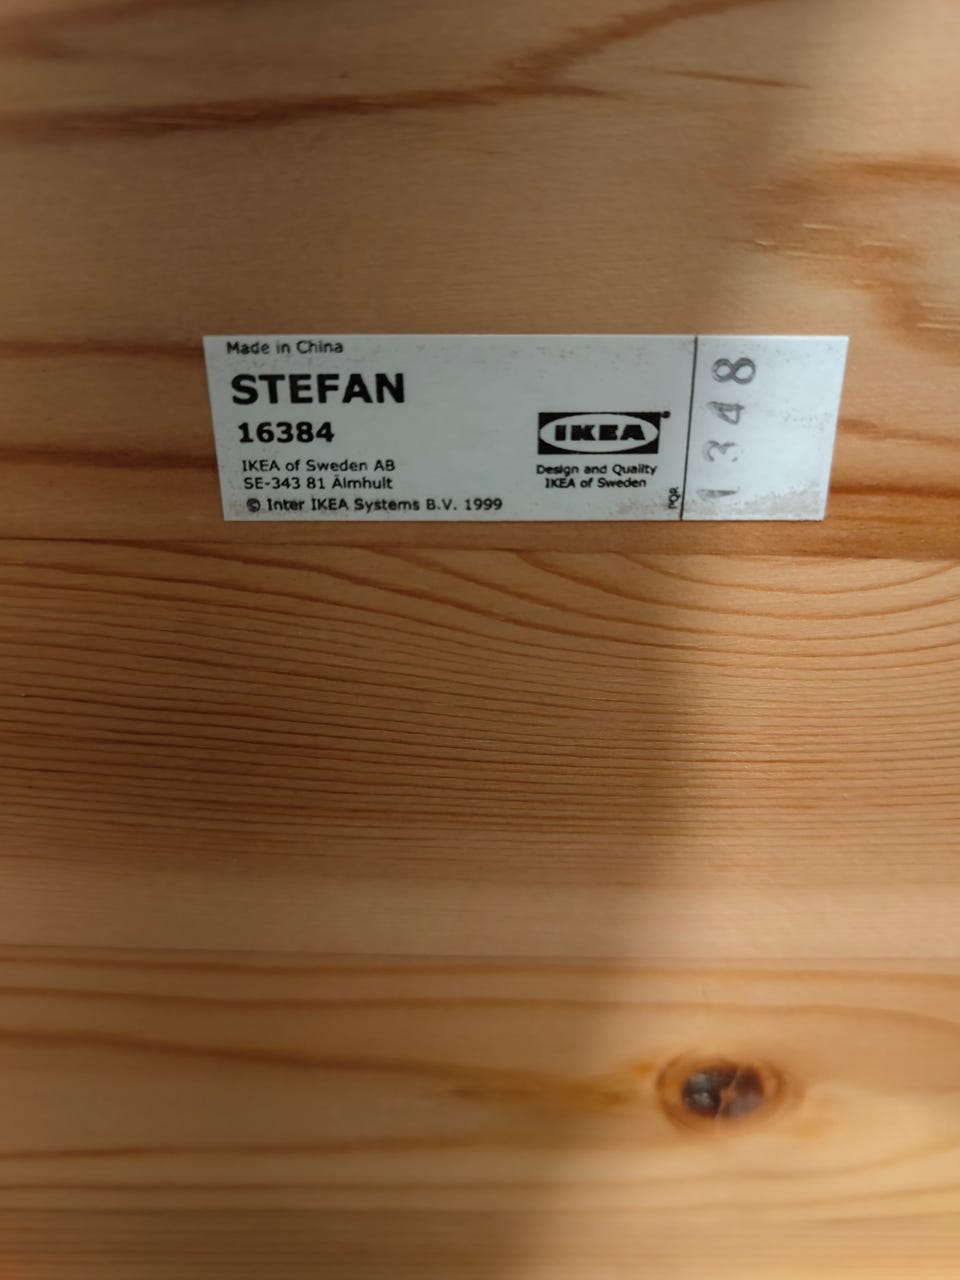 Made in China
STEFAN
16384
IKEA of Sweden AB
SE-343 81 Älmhult
© Inter IKEA Systems B.V. 1999
IKEA
Design and Quality
IKEA of Sweden
PQR
1348